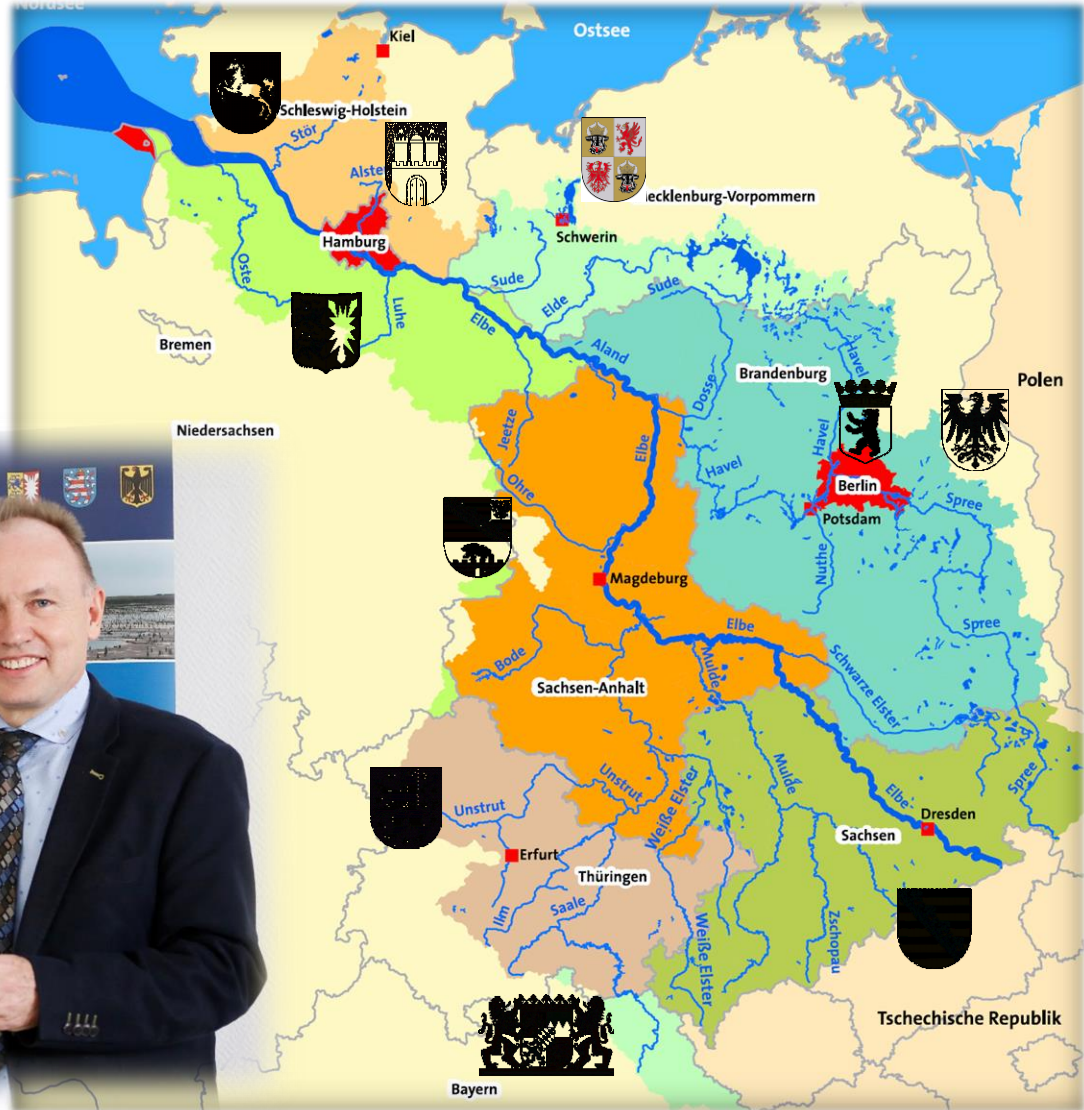 Nordsee
Ostsee
Kiel
Schleswig-Holstein
Stör
Alste
Mecklenburg-Vorpommern
Schwerin
Hamburg
Oste
Sude
Elde
Sude
Luhe
Elbe
Bremen
Aland
Havel
Brandenburg
Dosse
Polen
Niedersachsen
Jeetze
Elbe
Havel
Havel
Ohre
Berlin
Spree
Potsdam
Nuthe
Magdeburg
Elbe
Spree
Bode
Mulde
Schwarze Elster
Sachsen-Anhalt
Unstrut
Unstrut
Weiße Elster
Mulde
Elbe
Spree
Dresden
Sachsen
Erfurt
Thüringen
Ilm
Saale
Weiße Elster
Zschopau
Tschechische Republik
Bayern